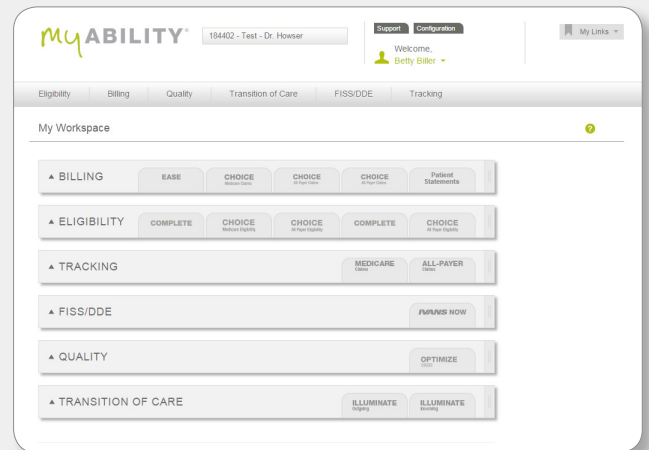 myABILITY®
184402 - Test - Dr. Howser
Support Configuration
My Links
Welcome,
Betty Biller
Eligibility Billing Quality Transition of Care FISS/DDE Tracking
My Workspace
?
BILLING EASE CHOICE CHOICE CHOICE Patient Statements
Medicare Claims All Payer Claims All Payer Claims
ELIGIBILITY COMPLETE CHOICE CHOICE COMPLETE CHOICE
Medicare Eligibility All Payer Eligibility All Payer Eligibility
TRACKING MEDICARE ALL-PAYER
Claims Claims
FISS/DDE IVANS NOW
QUALITY OPTIMIZE
TRANSITION OF CARE ILLUMINATE ILLUMINATE
Outgoing Incoming